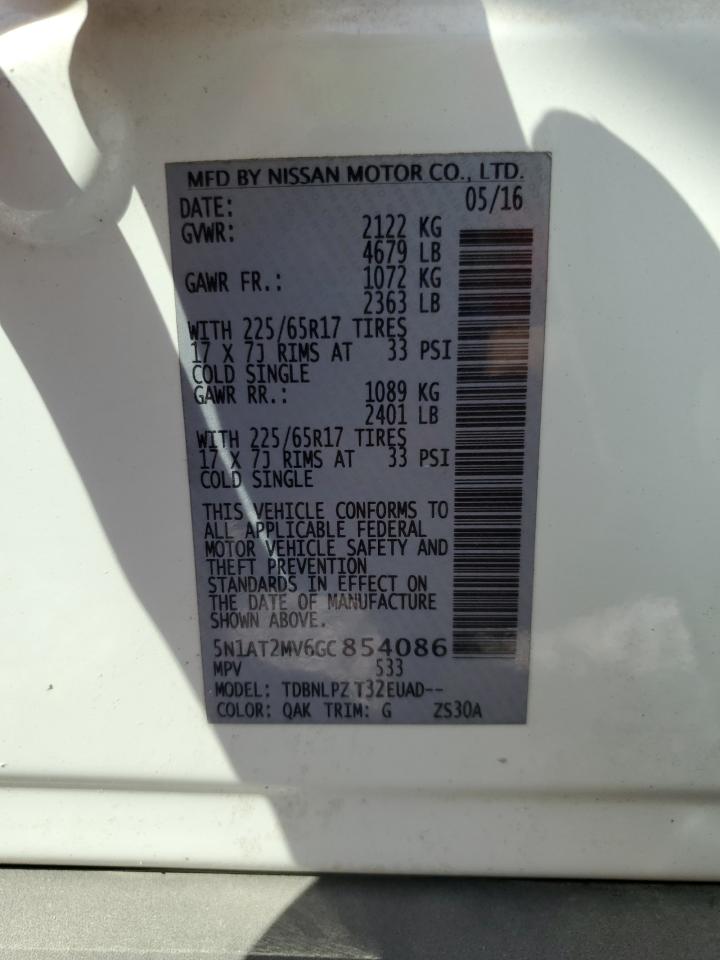 MFD BY NISSAN MOTOR CO., LTD.
DATE: 05/16
GVWR: 2122 KG
4679 LB
GAWR FR.: 1072 KG
2363 LB
WITH 225/65R17 TIRES
17 X 7J RIMS AT 33 PSI
COLD SINGLE
GAWR RR.: 1089 KG
2401 LB
WITH 225/65R17 TIRES
17 X 7J RIMS AT 33 PSI
COLD SINGLE
THIS VEHICLE CONFORMS TO
ALL APPLICABLE FEDERAL
MOTOR VEHICLE SAFETY AND
THEFT PREVENTION
STANDARDS IN EFFECT ON
THE DATE OF MANUFACTURE
SHOWN ABOVE.
5N1AT2MV6GC854086
MPV 533
MODEL: TDBNLPZ T32EUAD--
COLOR: QAK TRIM: G ZS30A